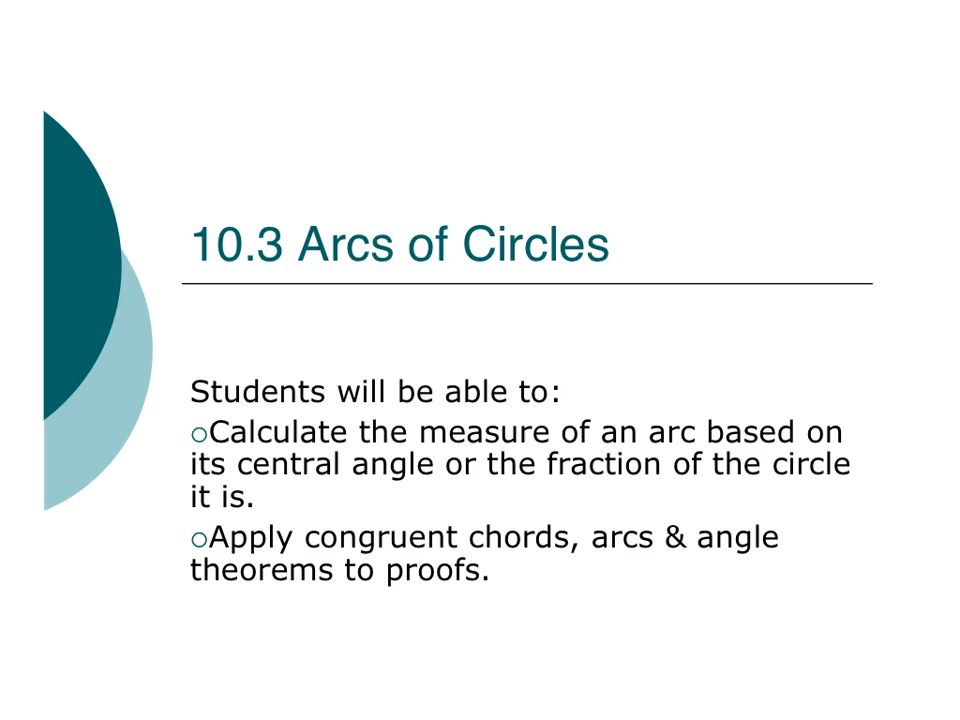 10.3 Arcs of Circles
Students will be able to:
○Calculate the measure of an arc based on
its central angle or the fraction of the circle
it is.
○Apply congruent chords, arcs & angle
theorems to proofs.